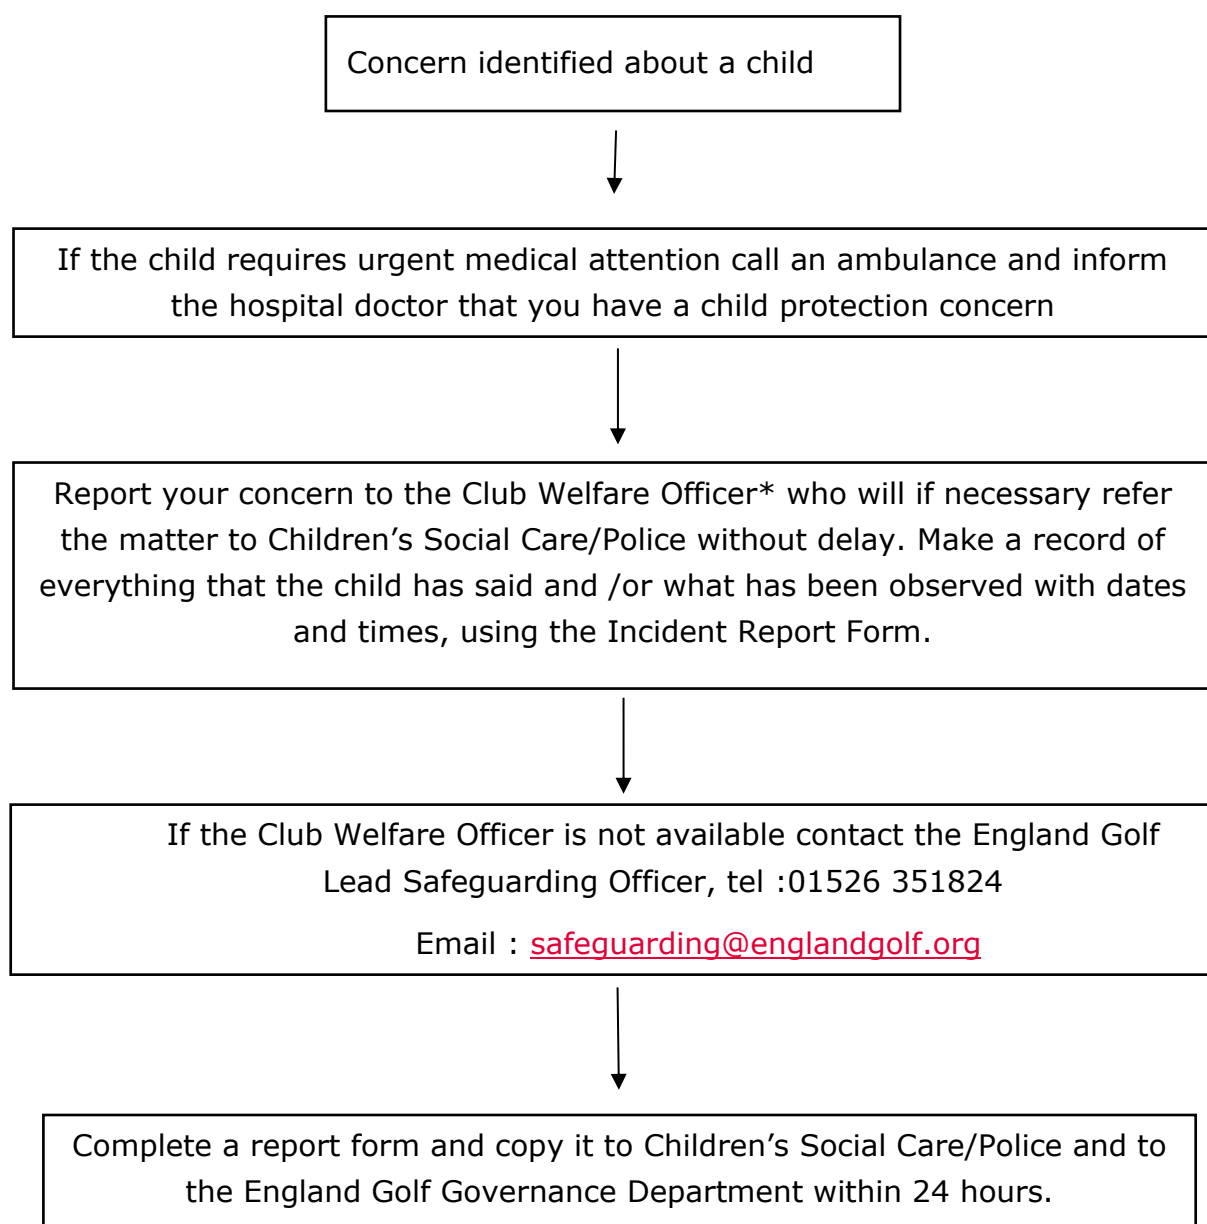 Concern identified about a child
If the child requires urgent medical attention call an ambulance and inform
the hospital doctor that you have a child protection concern
Report your concern to the Club Welfare Officer* who will if necessary refer
the matter to Children’s Social Care/Police without delay. Make a record of
everything that the child has said and /or what has been observed with dates
and times, using the Incident Report Form.
If the Club Welfare Officer is not available contact the England Golf
Lead Safeguarding Officer, tel :01526 351824
Email : safeguarding@englandgolf.org
Complete a report form and copy it to Children’s Social Care/Police and to
the England Golf Governance Department within 24 hours.